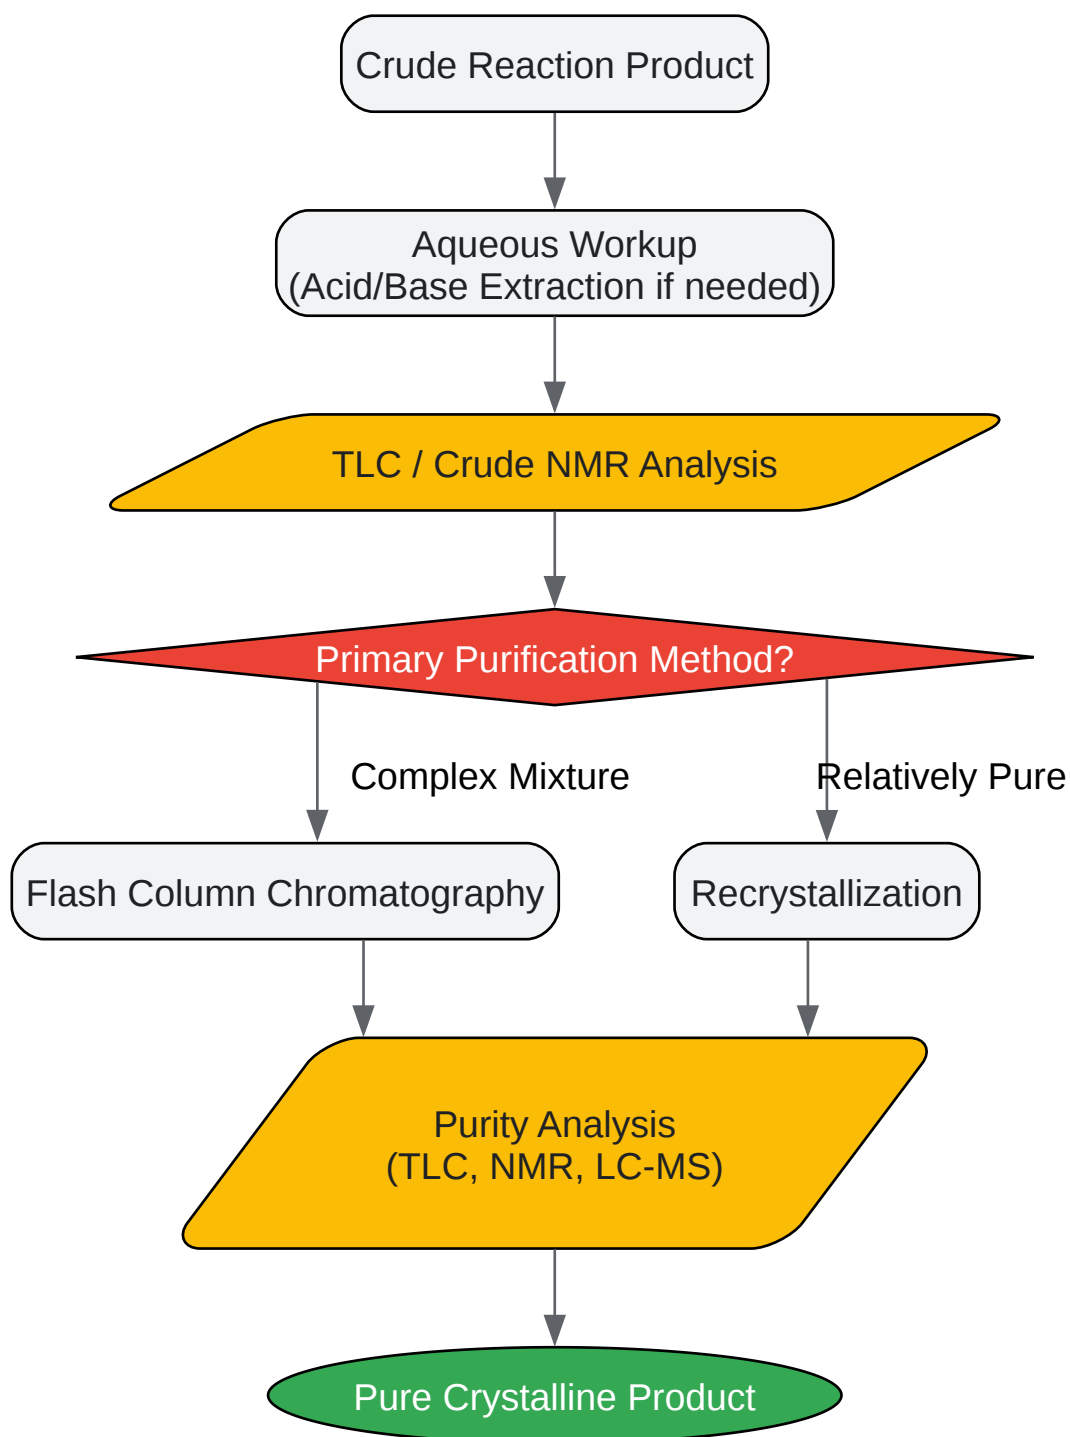 Crude Reaction Product
Aqueous Workup
(Acid/Base Extraction if needed)
TLC / Crude NMR Analysis
Primary Purification Method?
Complex Mixture
Relatively Pure
Flash Column Chromatography
Recrystallization
Purity Analysis
(TLC, NMR, LC-MS)
Pure Crystalline Product